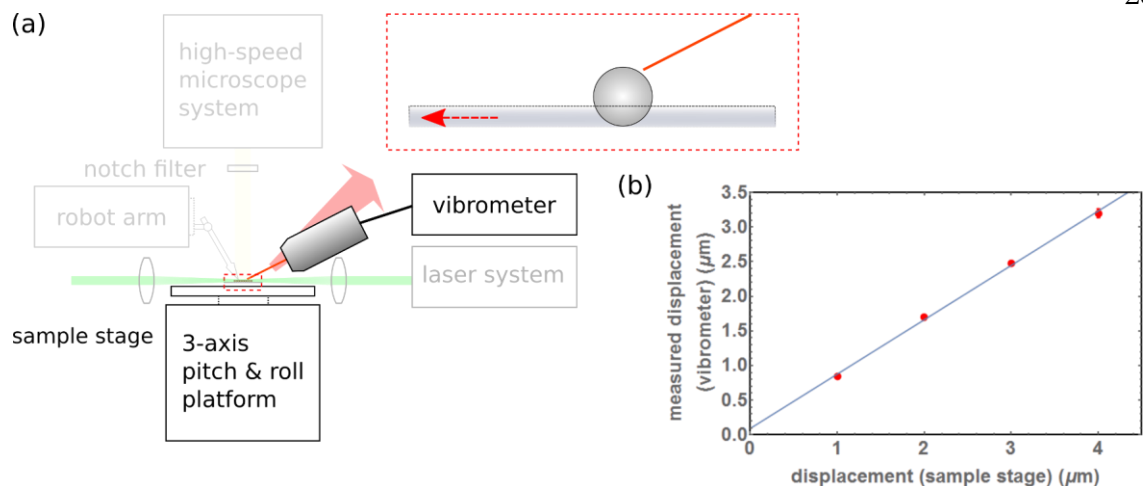 (a)
high-speed
microscope
system
notch filter
robot arm
vibrometer
laser system
sample stage
3-axis
pitch & roll
platform
(b)
measured displacement
(vibrometer) (μm)
3.5
3.0
2.5
2.0
1.5
1.0
0.5
0.0
0 1 2 3 4
displacement (sample stage) (μm)